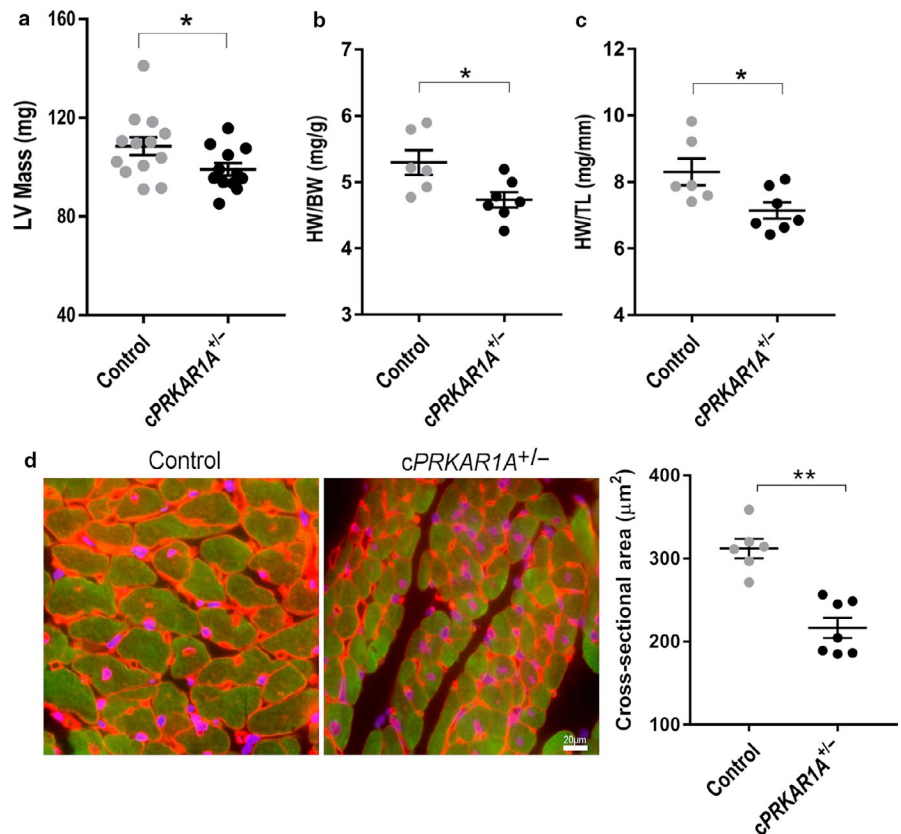 a
*
LV Mass (mg)
160
120
80
40
Control
cPRKAR1A+/–
b
*
HW/BW (mg/g)
7
6
5
4
3
Control
cPRKAR1A+/–
c
*
HW/TL (mg/mm)
12
10
8
6
4
Control
cPRKAR1A+/–
d
Control
cPRKAR1A+/–
20μm
**
Cross-sectional area (μm²)
400
300
200
100
Control
cPRKAR1A+/–